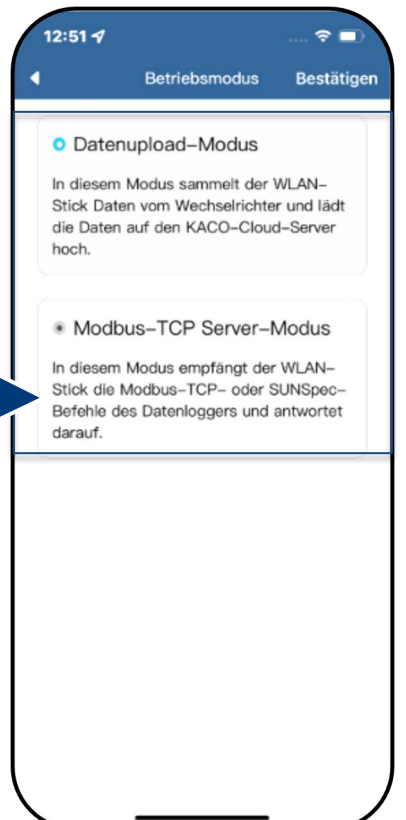 12:51
Betriebsmodus Bestätigen
Datenupload-Modus
In diesem Modus sammelt der WLAN-
Stick Daten vom Wechselrichter und lädt
die Daten auf den KACO-Cloud-Server
hoch.
Modbus-TCP Server-Modus
In diesem Modus empfängt der WLAN-
Stick die Modbus-TCP- oder SUNSpec-
Befehle des Datenloggers und antwortet
darauf.